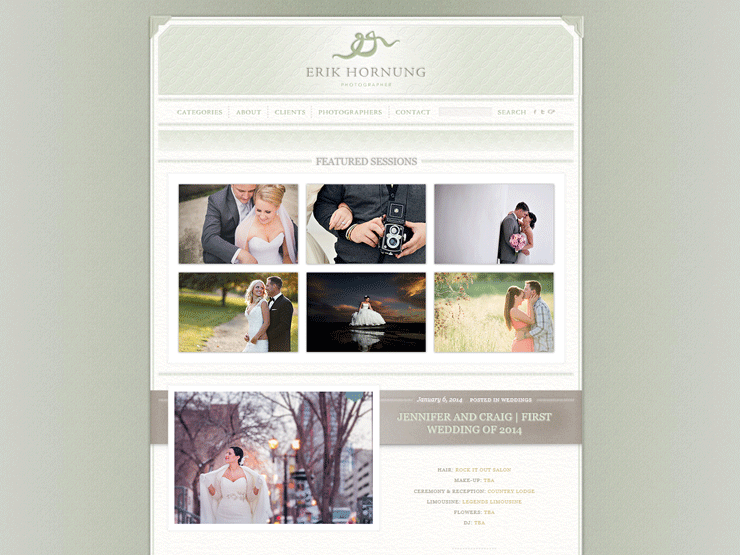 ERIK HORNUNG
PHOTOGRAPHER
CATEGORIES ABOUT CLIENTS PHOTOGRAPHERS CONTACT SEARCH
FEATURED SESSIONS
January 6, 2014 POSTED IN WEDDINGS
JENNIFER AND CRAIG | FIRST
WEDDING OF 2014
HAIR: ROCK IT OUT SALON
MAKE-UP: TBA
CEREMONY & RECEPTION: COUNTRY LODGE
LIMOUSINE: LEGENDS LIMOUSINE
FLOWERS: TBA
DJ: TBA